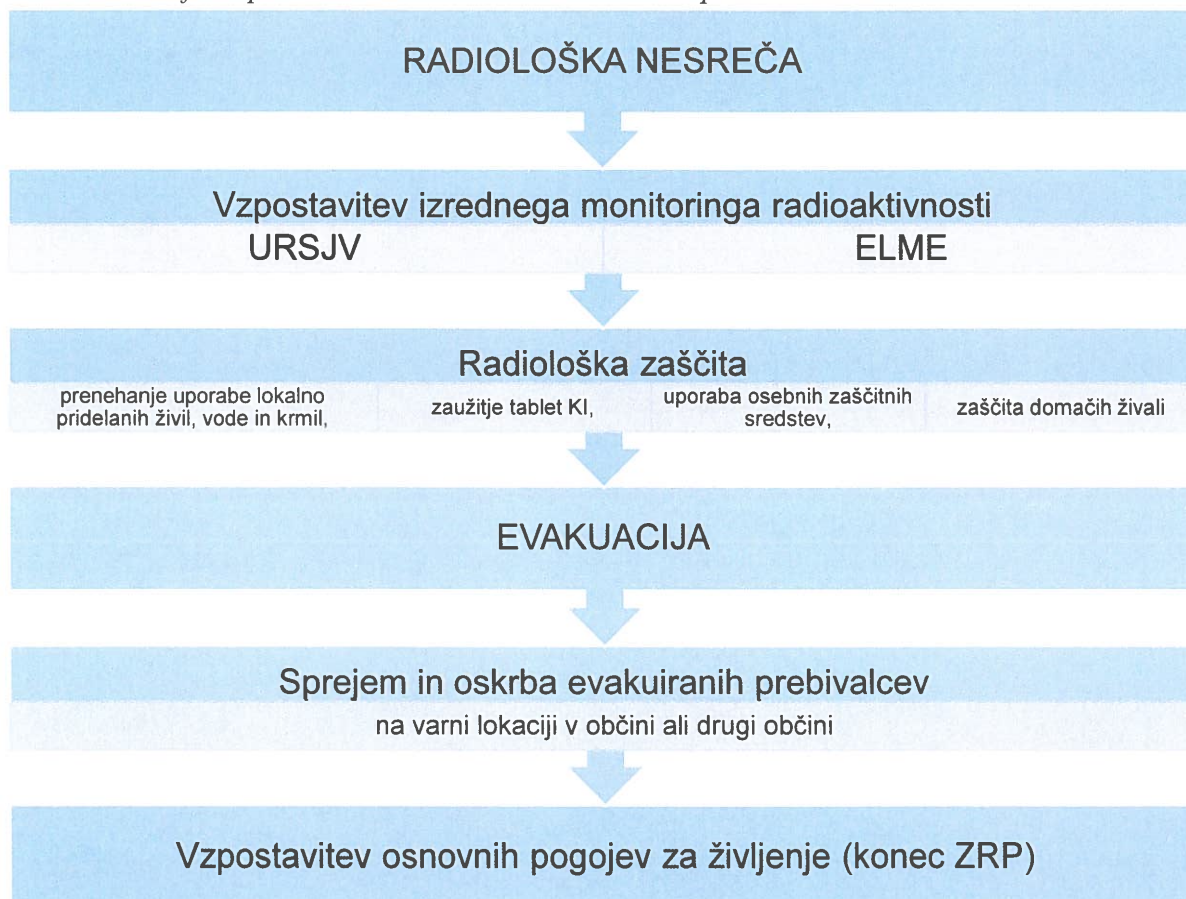 RADIOLOŠKA NESREČA
Vzpostavitev izrednega monitoringa radioaktivnosti
URSJV
ELME
Radiološka zaščita
prenehanje uporabe lokalno
pridelanih živil, vode in krmil,
zaužitje tablet KI,
uporaba osebnih zaščitnih
sredstev,
zaščita domačih živali
EVAKUACIJA
Sprejem in oskrba evakuiranih prebivalcev
na varni lokaciji v občini ali drugi občini
Vzpostavitev osnovnih pogojev za življenje (konec ZRP)